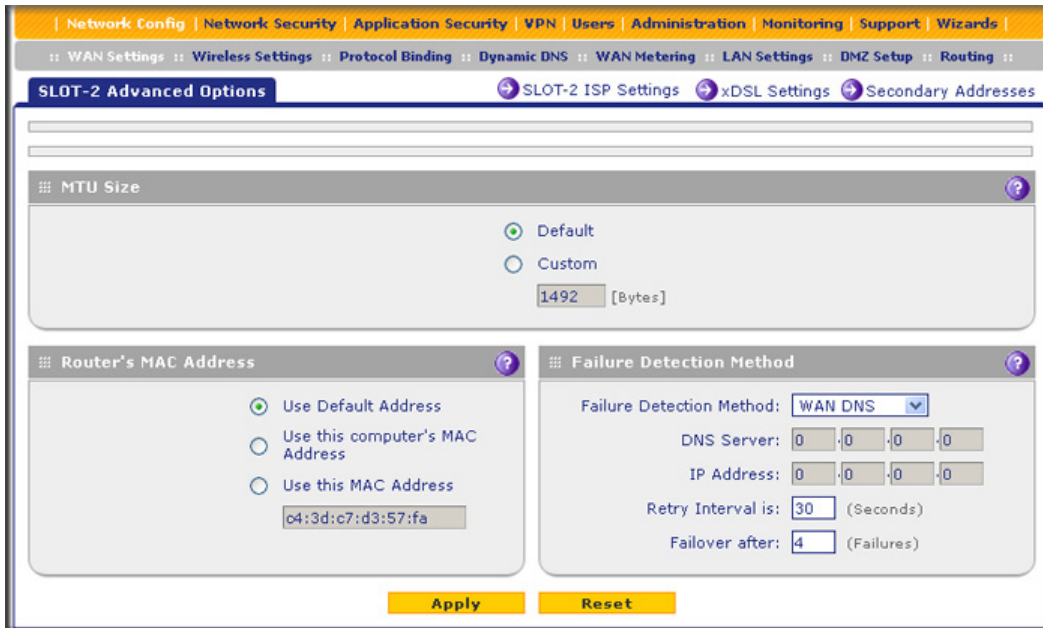 | Network Config | Network Security | Application Security | VPN | Users | Administration | Monitoring | Support | Wizards |
:: WAN Settings :: Wireless Settings :: Protocol Binding :: Dynamic DNS :: WAN Metering :: LAN Settings :: DMZ Setup :: Routing ::
SLOT-2 Advanced Options SLOT-2 ISP Settings xDSL Settings Secondary Addresses
MTU Size ?
Default
Custom
1492 [Bytes]
Router's MAC Address ?
Use Default Address
Use this computer's MAC
Address
Use this MAC Address
c4:3d:c7:d3:57:fa
Failure Detection Method ?
Failure Detection Method: WAN DNS
DNS Server: 0 .0 .0 .0
IP Address: 0 .0 .0 .0
Retry Interval is: 30 (Seconds)
Failover after: 4 (Failures)
Apply Reset